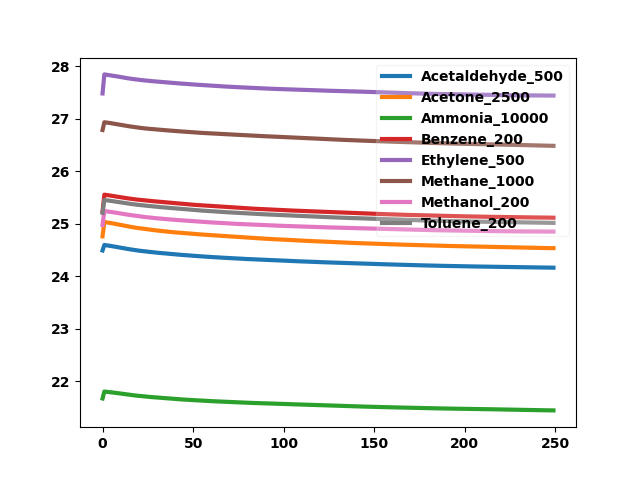 28
27
26
25
24
23
22
0 50 100 150 200 250
Acetaldehyde_500
Acetone_2500
Ammonia_10000
Benzene_200
Ethylene_500
Methane_1000
Methanol_200
Toluene_200